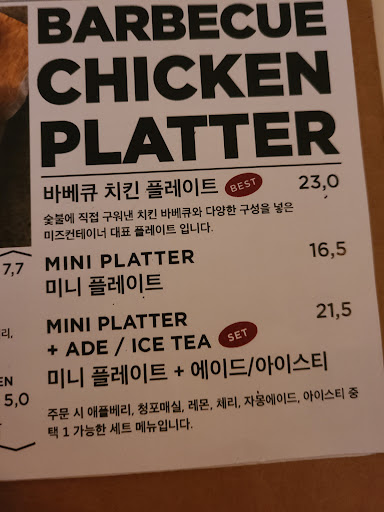 BARBECUE
CHICKEN
PLATTER
바베큐 치킨 플레이트 BEST 23,0
숯불에 직접 구워낸 치킨 바베큐와 다양한 구성을 넣은
미즈컨테이너 대표 플레이트 입니다.
7,7
MINI PLATTER 16,5
미니 플레이트
MINI PLATTER 21,5
+ ADE / ICE TEA SET
미니 플레이트 + 에이드/아이스티
주문 시 애플베리, 청포매실, 레몬, 체리, 자몽에이드, 아이스티 중
택 1 가능한 세트 메뉴입니다.
리,
EN
5,0